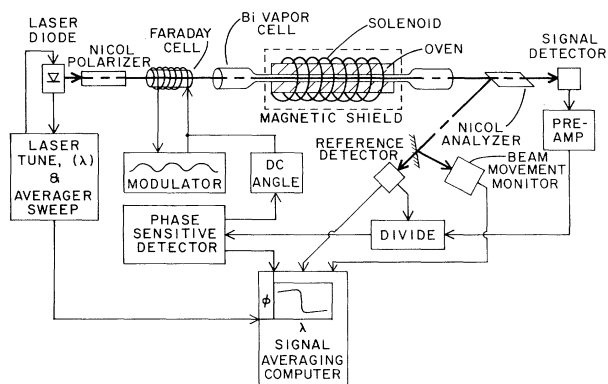 LASER
DIODE
NICOL
POLARIZER
FARADAY
CELL
Bi VAPOR
CELL
SOLENOID
OVEN
MAGNETIC SHIELD
SIGNAL
DETECTOR
NICOL
ANALYZER
PRE-
AMP
LASER
TUNE, (λ)
&
AVERAGER
SWEEP
MODULATOR
DC
ANGLE
REFERENCE
DETECTOR
BEAM
MOVEMENT
MONITOR
PHASE
SENSITIVE
DETECTOR
DIVIDE
ϕ
λ
SIGNAL
AVERAGING
COMPUTER